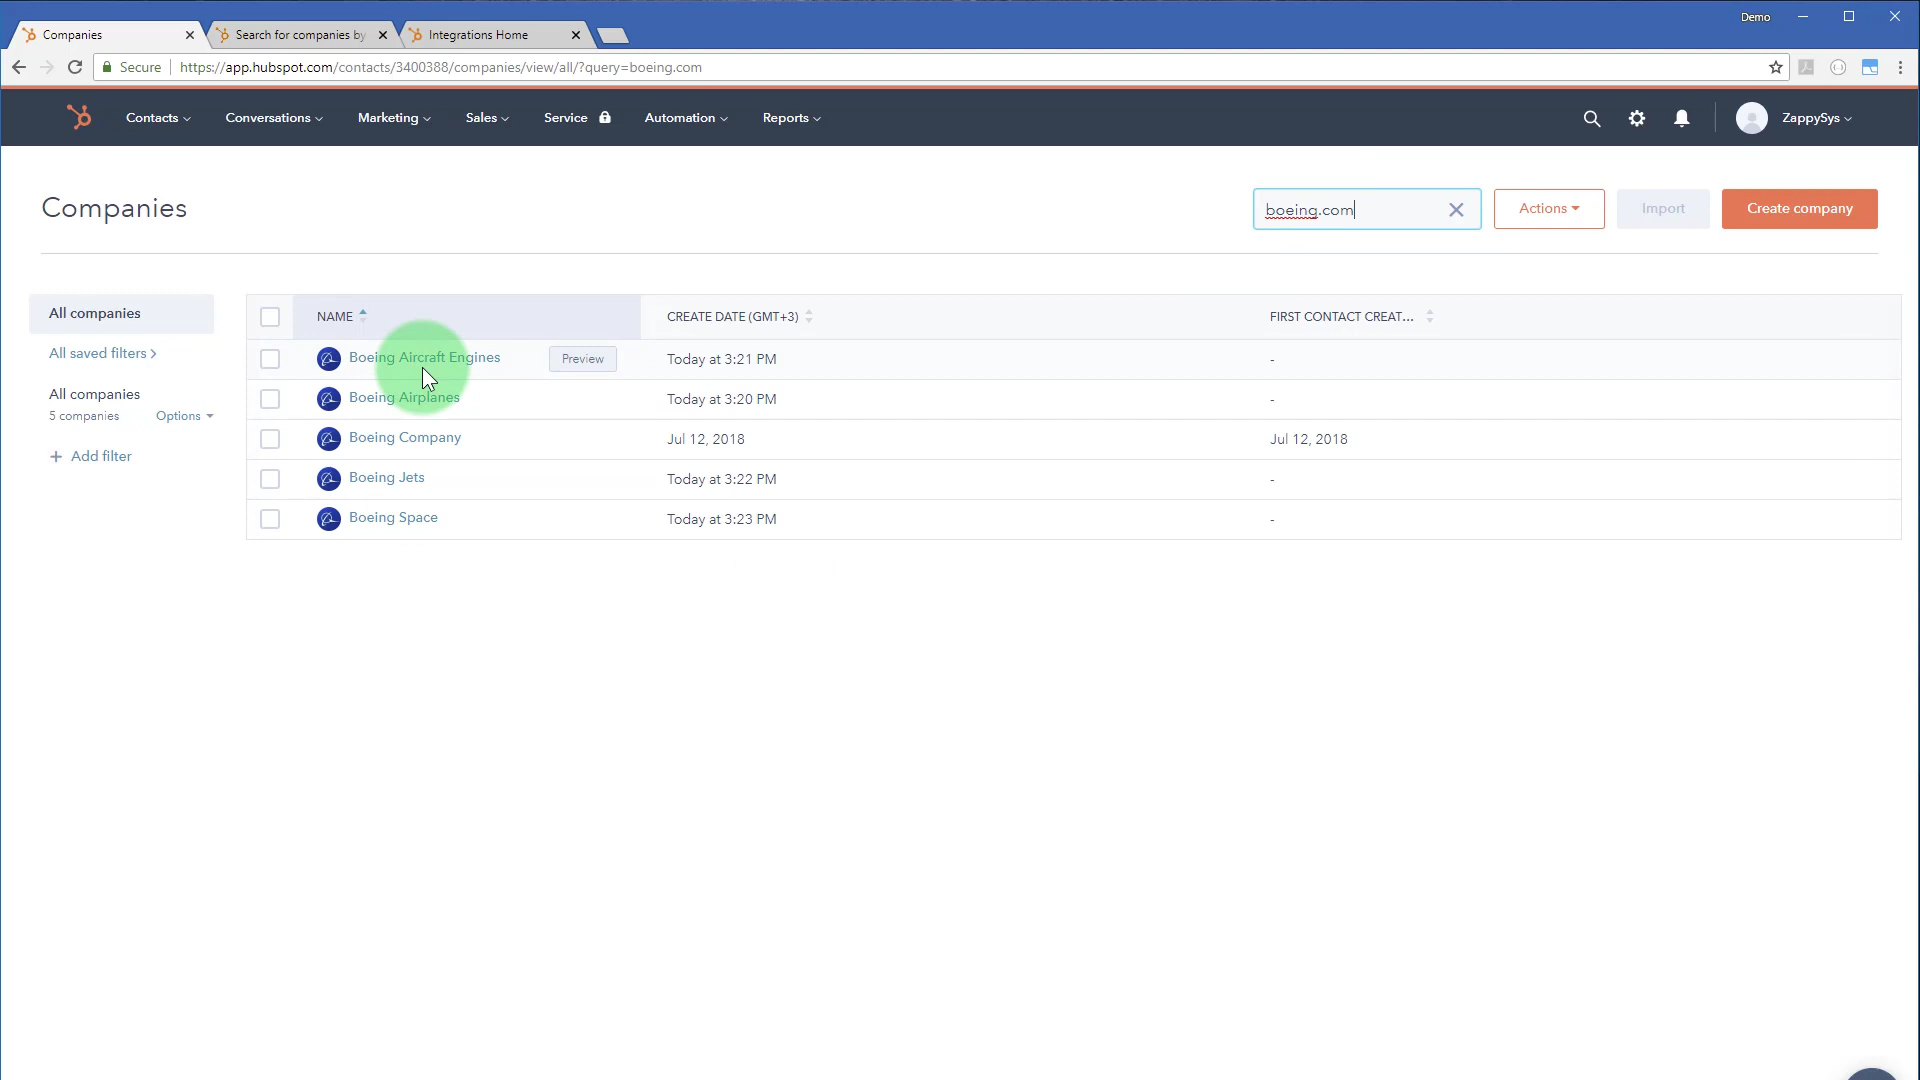 Demo
Companies
Search for companies by
Integrations Home
Secure
https://app.hubspot.com/contacts/3400388/companies/view/all/?query=boeing.com
Contacts
Conversations
Marketing
Sales
Service
Automation
Reports
ZappySys
Companies
boeing.com
Actions
Import
Create company
All companies
All saved filters
All companies
5 companies
Options
+ Add filter
NAME
CREATE DATE (GMT+3)
FIRST CONTACT CREAT...
Boeing Aircraft Engines
Preview
Today at 3:21 PM
-
Boeing Airplanes
Today at 3:20 PM
-
Boeing Company
Jul 12, 2018
Jul 12, 2018
Boeing Jets
Today at 3:22 PM
-
Boeing Space
Today at 3:23 PM
-